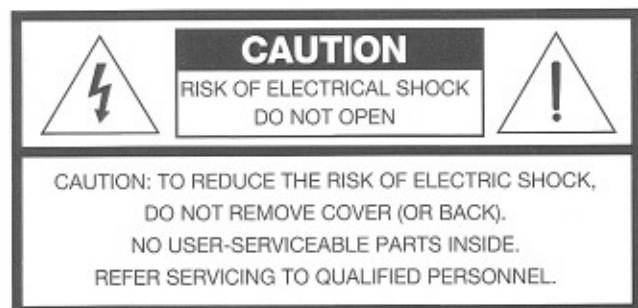 CAUTION
RISK OF ELECTRICAL SHOCK
DO NOT OPEN
!
CAUTION: TO REDUCE THE RISK OF ELECTRIC SHOCK,
DO NOT REMOVE COVER (OR BACK).
NO USER-SERVICEABLE PARTS INSIDE.
REFER SERVICING TO QUALIFIED PERSONNEL.